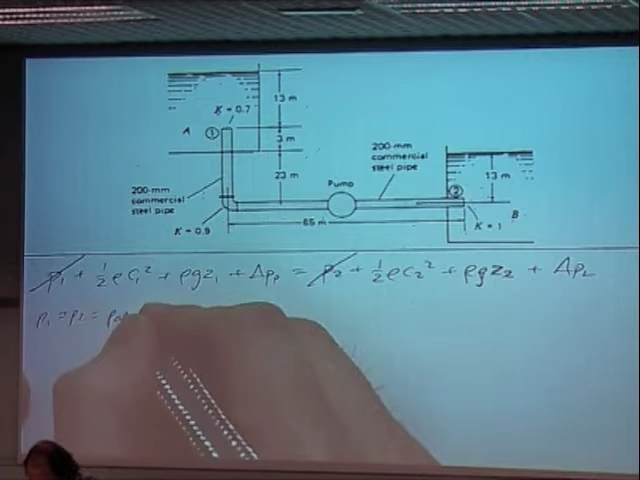 13 m
K = 0.7
A
①
3 m
23 m
200-mm
commercial
steel pipe
Pump
200-mm
commercial
steel pipe
②
13 m
B
K = 0.9
65 m
K = 1
p₁ + ½ρc₁² + ρgz₁ + Δpₚ = p₂ + ½ρc₂² + ρgz₂ + Δp_L
p₁ = p₂ =